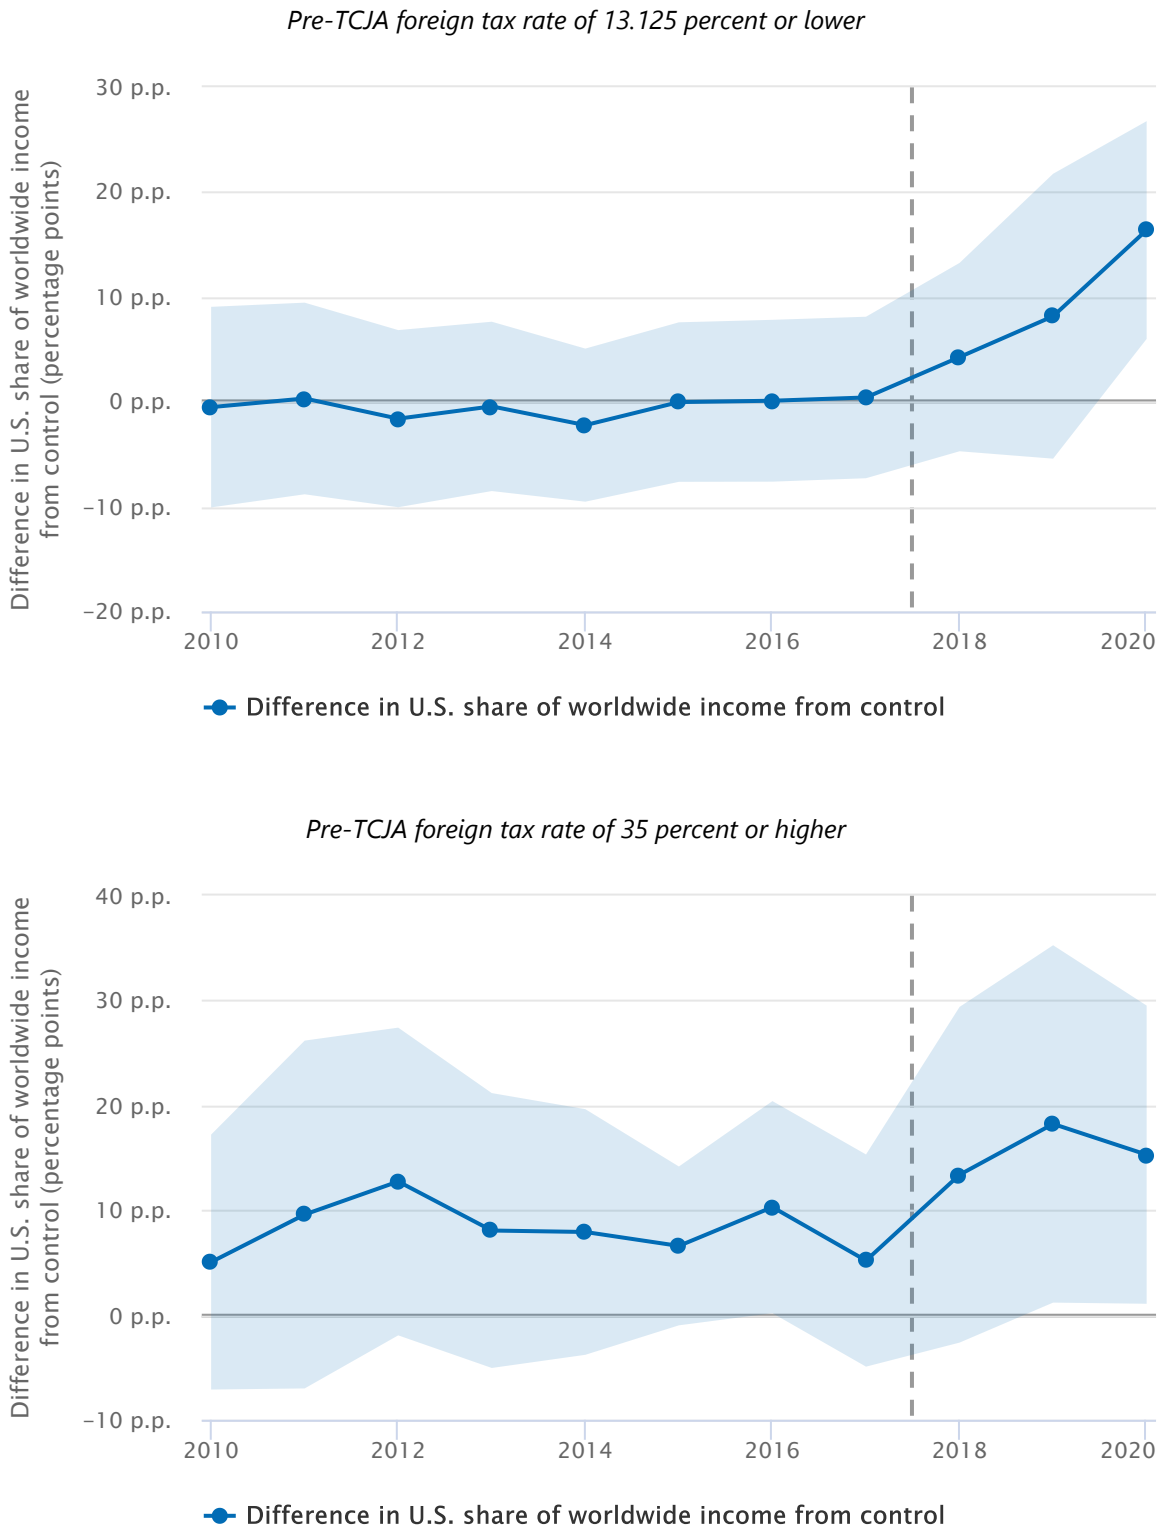 Pre-TCJA foreign tax rate of 13.125 percent or lower
Difference in U.S. share of worldwide income
from control (percentage points)
30 p.p.
20 p.p.
10 p.p.
0 p.p.
−10 p.p.
−20 p.p.
2010
2012
2014
2016
2018
2020
Difference in U.S. share of worldwide income from control
Pre-TCJA foreign tax rate of 35 percent or higher
Difference in U.S. share of worldwide income
from control (percentage points)
40 p.p.
30 p.p.
20 p.p.
10 p.p.
0 p.p.
−10 p.p.
2010
2012
2014
2016
2018
2020
Difference in U.S. share of worldwide income from control